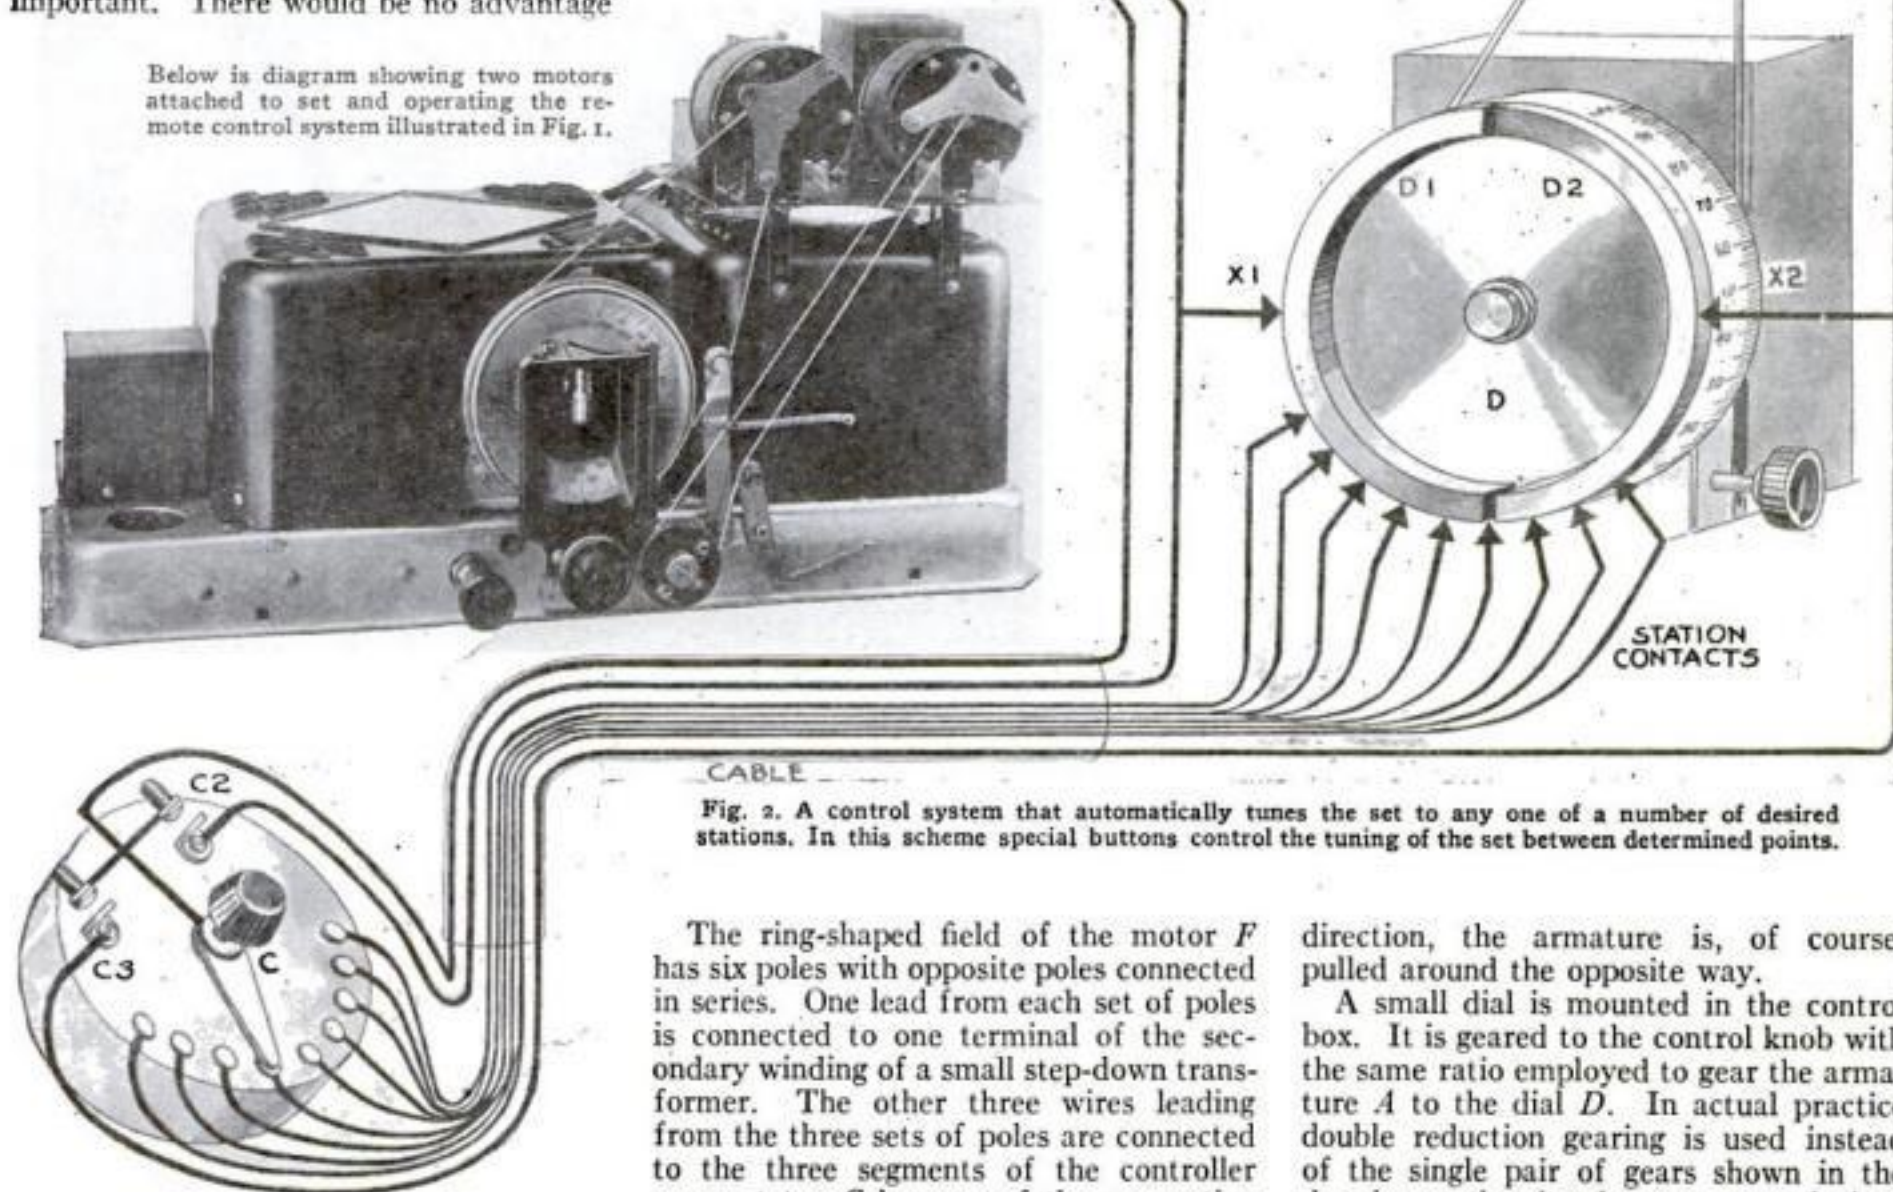 important. There would be no advantage
Below is diagram showing two motors
attached to set and operating the re-
mote control system illustrated in Fig. 1.
D1
D2
X1
X2
D
80
70
60
STATION
CONTACTS
CABLE
C2
C3
C
Fig. 2. A control system that automatically tunes the set to any one of a number of desired
stations. In this scheme special buttons control the tuning of the set between determined points.
The ring-shaped field of the motor F
has six poles with opposite poles connected
in series. One lead from each set of poles
is connected to one terminal of the sec-
ondary winding of a small step-down trans-
former. The other three wires leading
from the three sets of poles are connected
to the three segments of the controller
direction, the armature is, of course
pulled around the opposite way.
A small dial is mounted in the contro
box. It is geared to the control knob with
the same ratio employed to gear the arma-
ture A to the dial D. In actual practic
double reduction gearing is used instead
of the single pair of gears shown in the